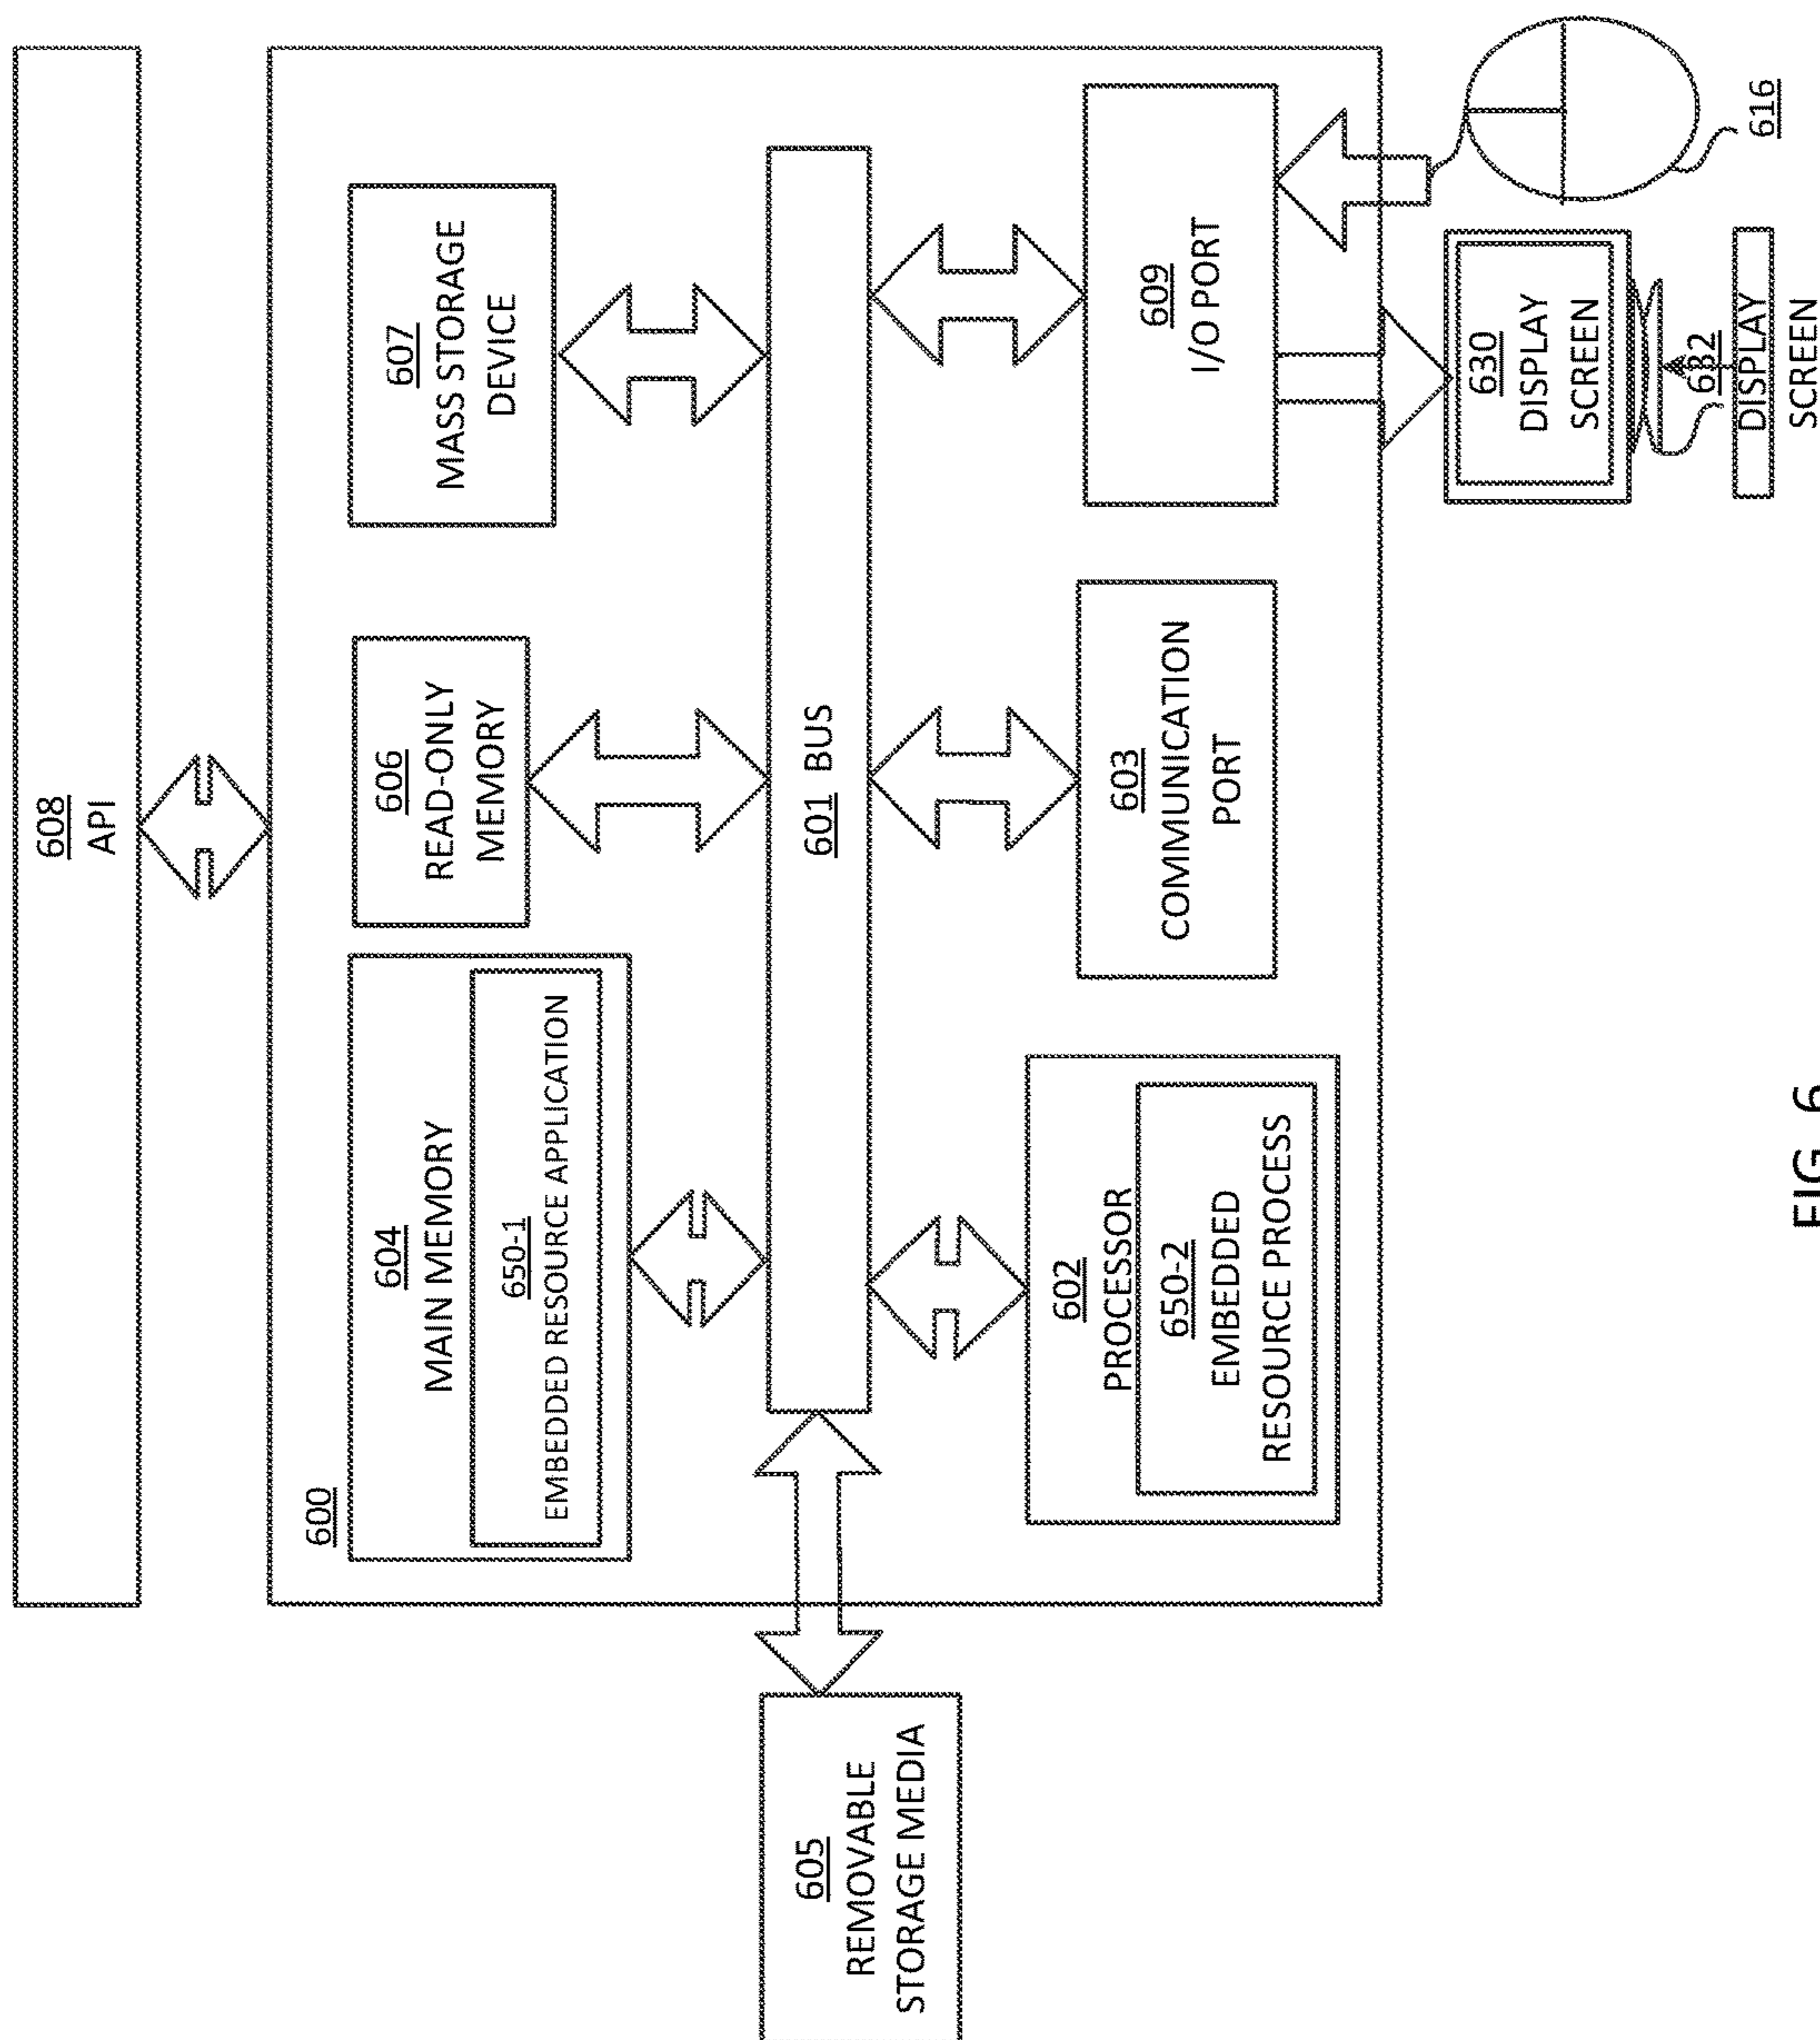 608
API
600
604
MAIN MEMORY
650-1
EMBEDDED RESOURCE APPLICATION
606
READ-ONLY
MEMORY
607
MASS STORAGE
DEVICE
605
REMOVABLE
STORAGE MEDIA
601 BUS
602
PROCESSOR
650-2
EMBEDDED
RESOURCE PROCESS
603
COMMUNICATION
PORT
609
I/O PORT
630
DISPLAY
SCREEN
632
DISPLAY
SCREEN
616
FIG. 6